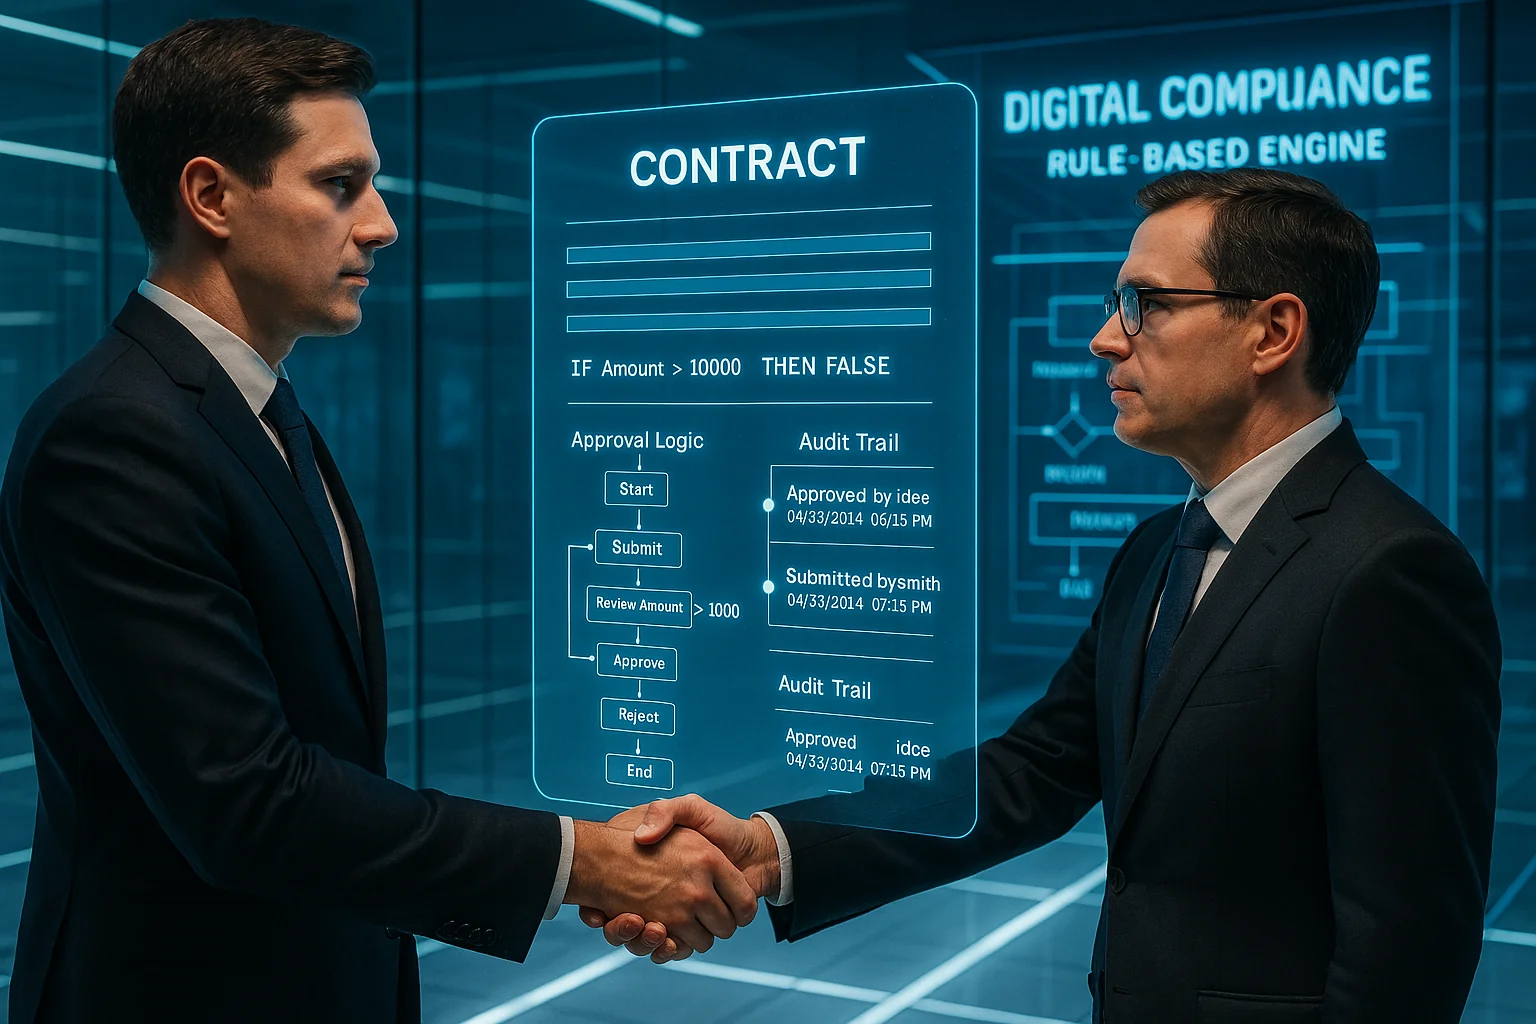 CONTRACT
IF Amount > 10000 THEN FALSE
Approval Logic
Start
Submit
Review Amount > 1000
Approve
Reject
End
Audit Trail
Approved by idee
04/33/2014 06/15 PM
Submitted bysmith
04/33/2014 07:15 PM
Audit Trail
Approved idce
04/33/3014 07:15 PM
DIGITAL COMPUANCE
RULE-BASED ENGINE